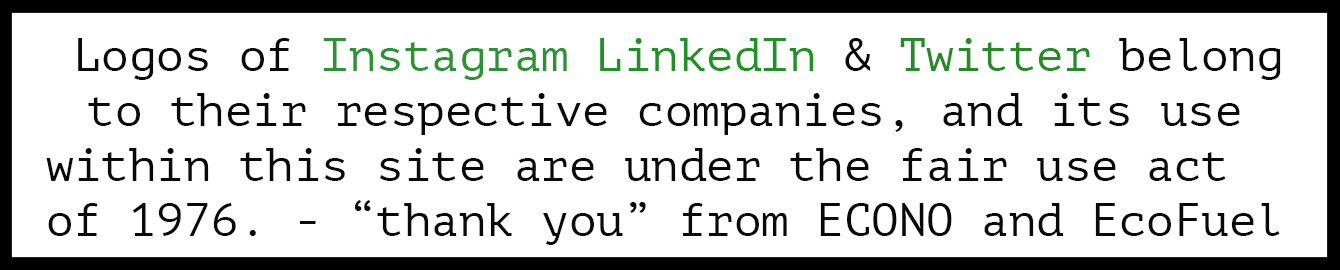 Logos of Instagram LinkedIn & Twitter belong
to their respective companies, and its use
within this site are under the fair use act
of 1976. - “thank you” from ECONO and EcoFuel